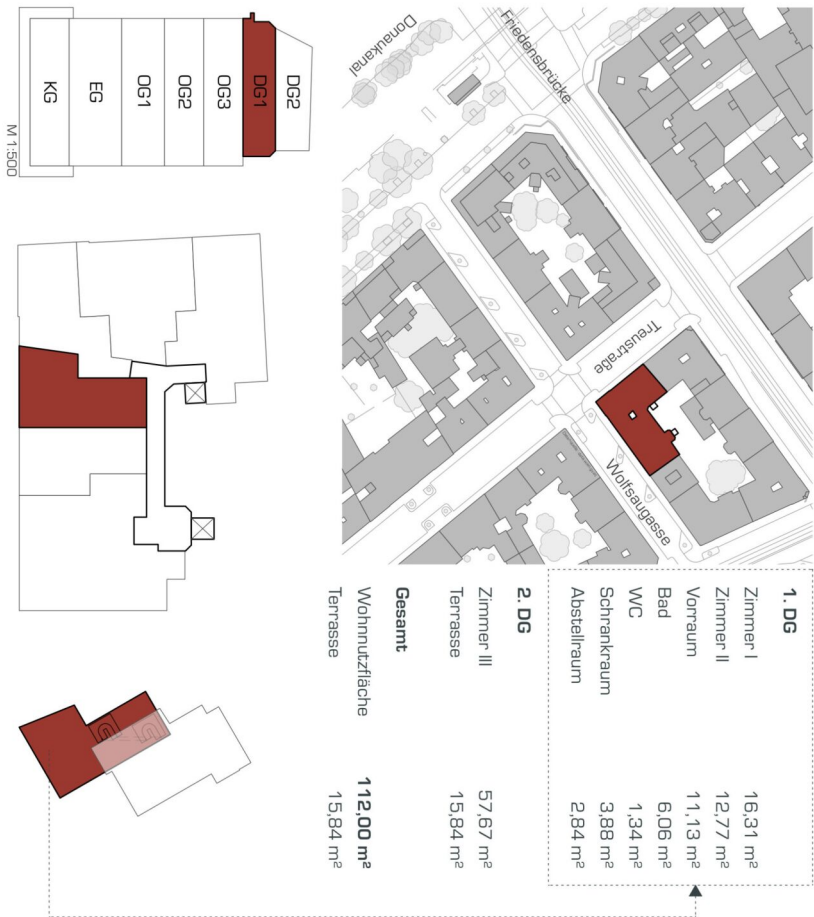 KG
EG
OG1
OG2
OG3
DG1
DG2
M 1:500
Donaukanal
Friedensbrücke
Treustraße
Wolfsaugasse
1. DG
Zimmer I 16,31 m²
Zimmer II 12,77 m²
Vorraum 11,13 m²
Bad 6,06 m²
WC 1,34 m²
Schrankraum 3,88 m²
Abstellraum 2,84 m²
2. DG
Zimmer III 57,67 m²
Terrasse 15,84 m²
Gesamt
Wohnnutzfläche 112,00 m²
Terrasse 15,84 m²